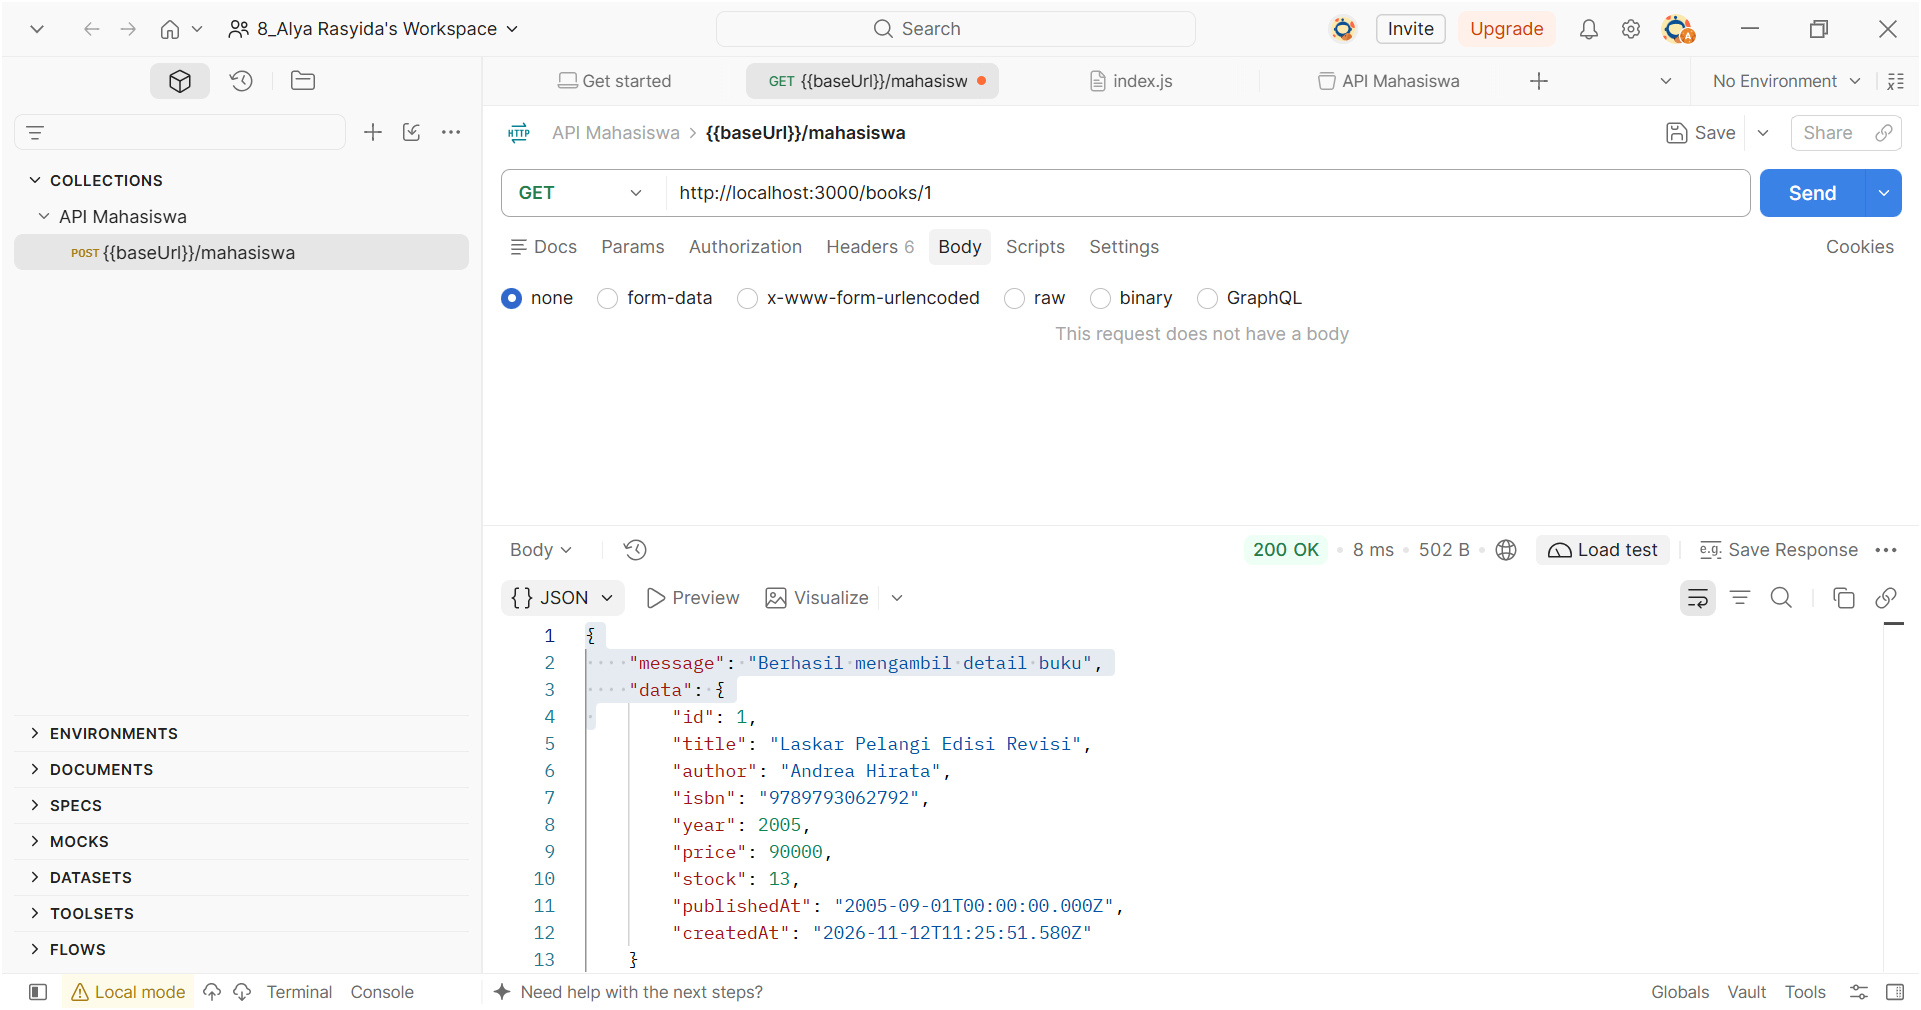 8_Alya Rasyida's Workspace
Search
Invite
Upgrade
A
Get started
GET {{baseUrl}}/mahasisw
index.js
API Mahasiswa
No Environment
HTTP
API Mahasiswa > {{baseUrl}}/mahasiswa
Save
Share
COLLECTIONS
API Mahasiswa
POST {{baseUrl}}/mahasiswa
GET
http://localhost:3000/books/1
Send
Docs
Params
Authorization
Headers 6
Body
Scripts
Settings
Cookies
none
form-data
x-www-form-urlencoded
raw
binary
GraphQL
This request does not have a body
Body
200 OK • 8 ms • 502 B
Load test
e.g. Save Response
{} JSON
Preview
Visualize
1 {
2 "message": "Berhasil mengambil detail buku",
3 "data": {
4 "id": 1,
5 "title": "Laskar Pelangi Edisi Revisi",
6 "author": "Andrea Hirata",
7 "isbn": "9789793062792",
8 "year": 2005,
9 "price": 90000,
10 "stock": 13,
11 "publishedAt": "2005-09-01T00:00:00.000Z",
12 "createdAt": "2026-11-12T11:25:51.580Z"
13 }
ENVIRONMENTS
DOCUMENTS
SPECS
MOCKS
DATASETS
TOOLSETS
FLOWS
Local mode
Terminal
Console
Need help with the next steps?
Globals
Vault
Tools